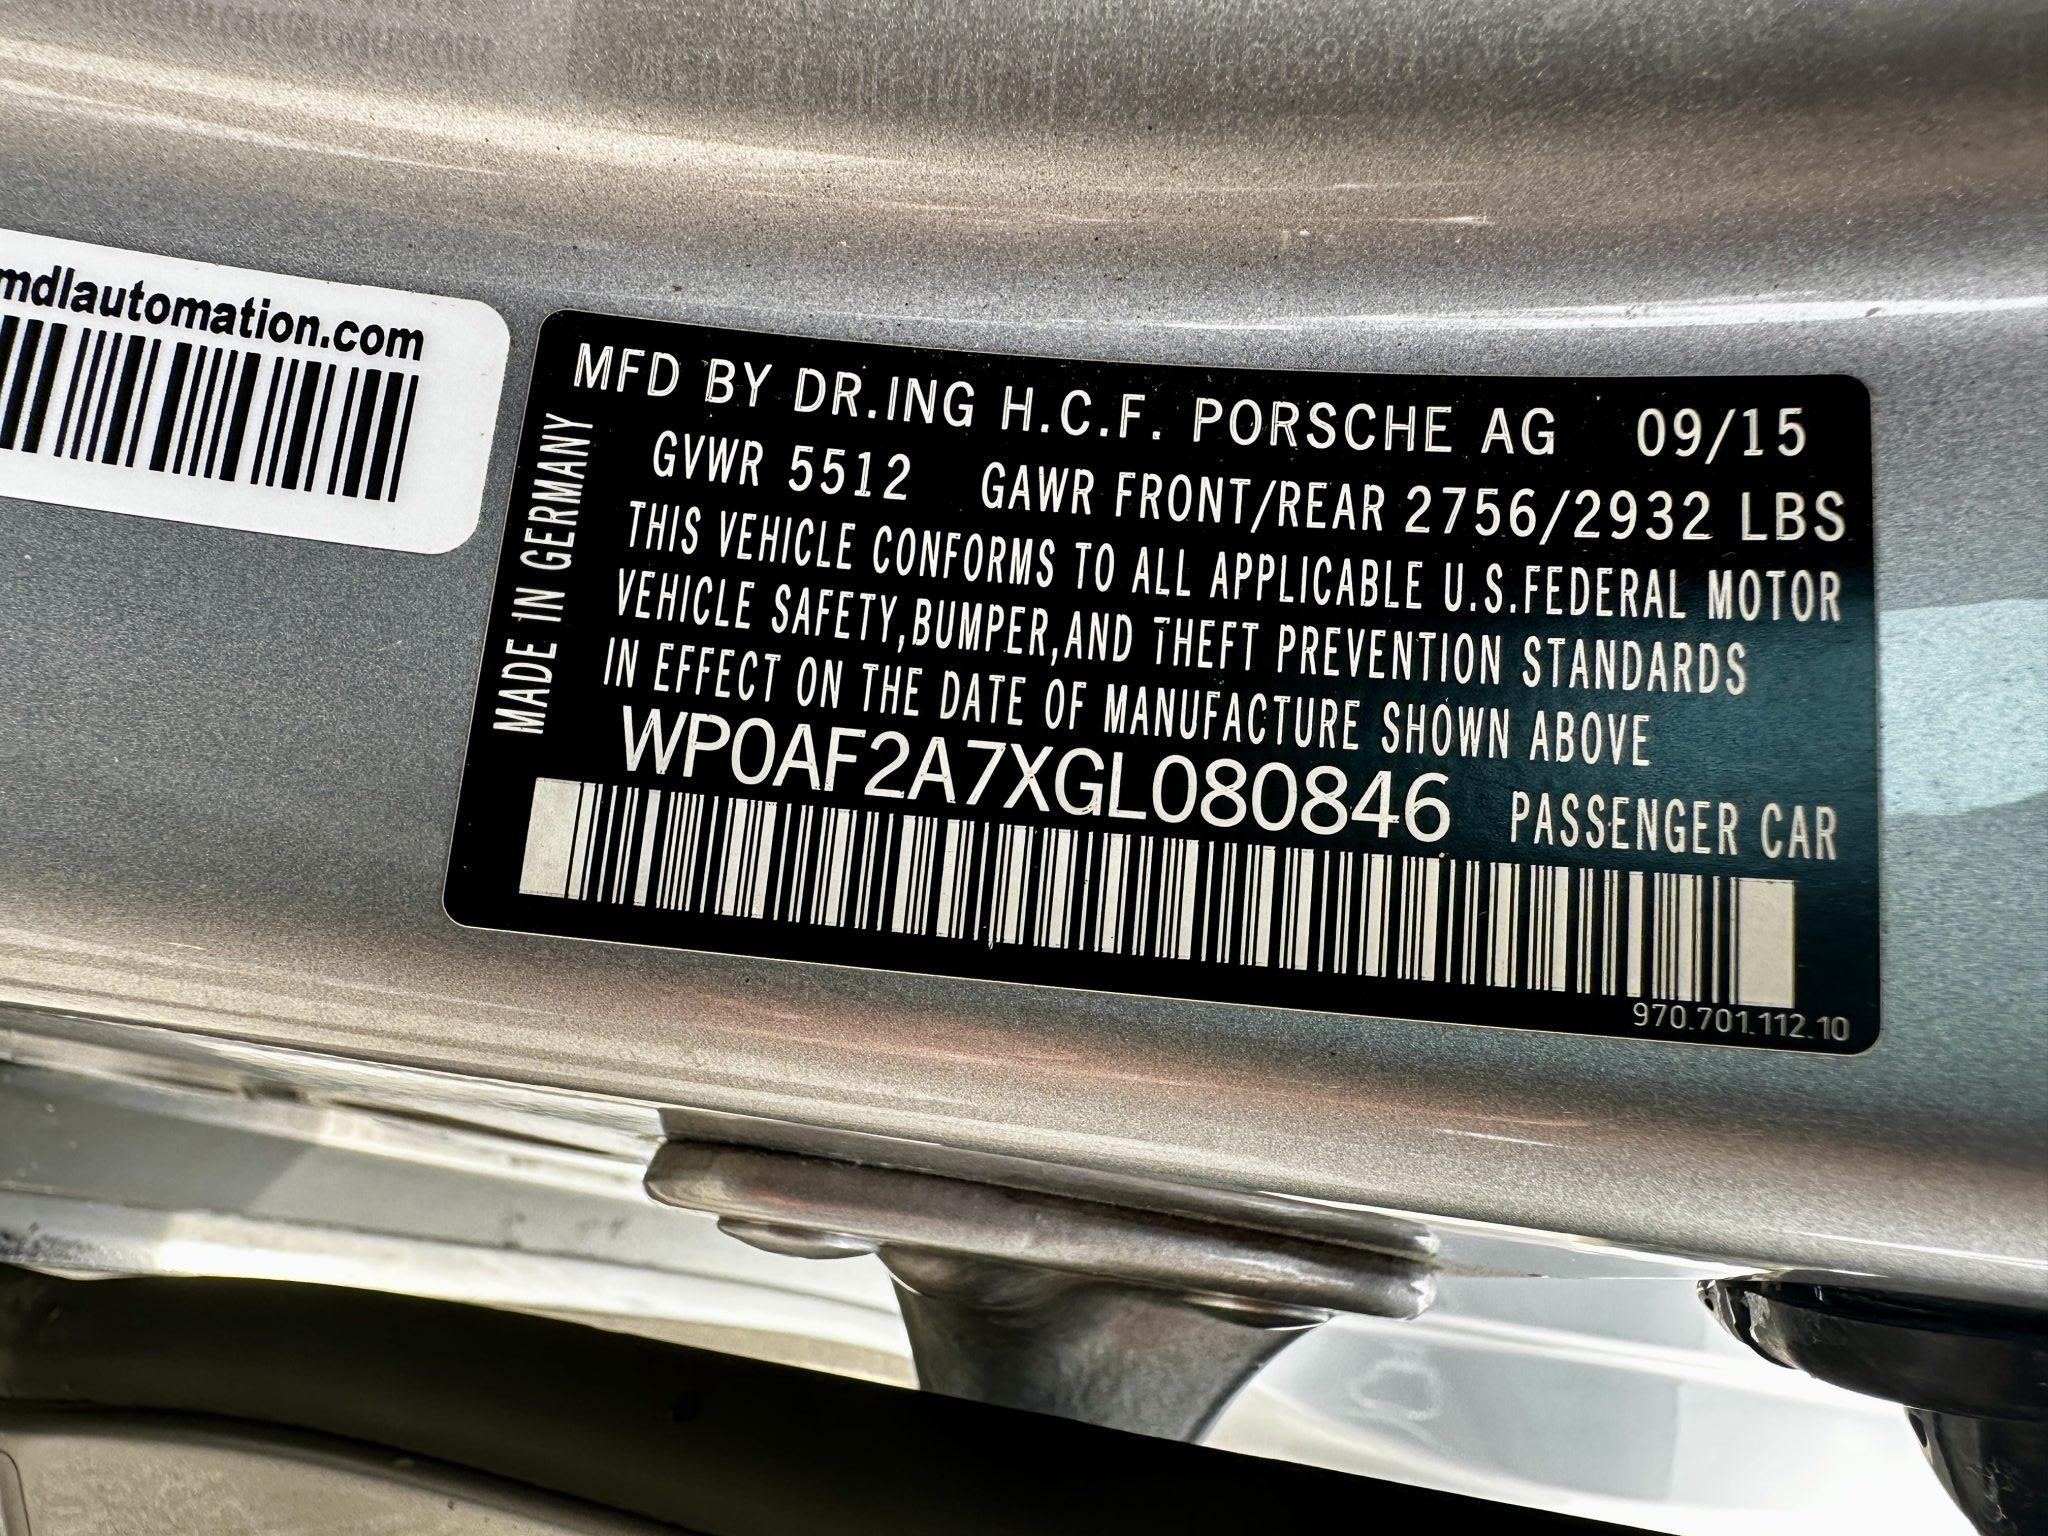 mdlautomation.com
MFD BY DR.ING H.C.F. PORSCHE AG 09/15
GVWR 5512 GAWR FRONT/REAR 2756/2932 LBS
THIS VEHICLE CONFORMS TO ALL APPLICABLE U.S.FEDERAL MOTOR
VEHICLE SAFETY,BUMPER,AND THEFT PREVENTION STANDARDS
IN EFFECT ON THE DATE OF MANUFACTURE SHOWN ABOVE
WP0AF2A7XGL080846 PASSENGER CAR
970.701.112.10
MADE IN GERMANY